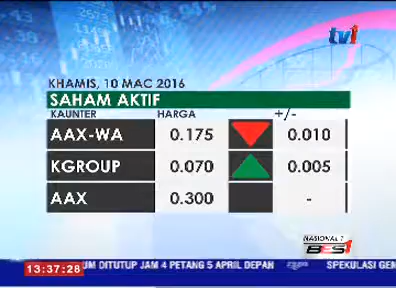 tv1
KHAMIS, 10 MAC 2016
SAHAM AKTIF
KAUNTER HARGA +/-
AAX-WA 0.175 0.010
KGROUP 0.070 0.005
AAX 0.300 -
NASIONAL 7
BES1
13:37:28 UM DITUTUP JAM 4 PETANG 5 APRIL DEPAN SPEKULASI GEN